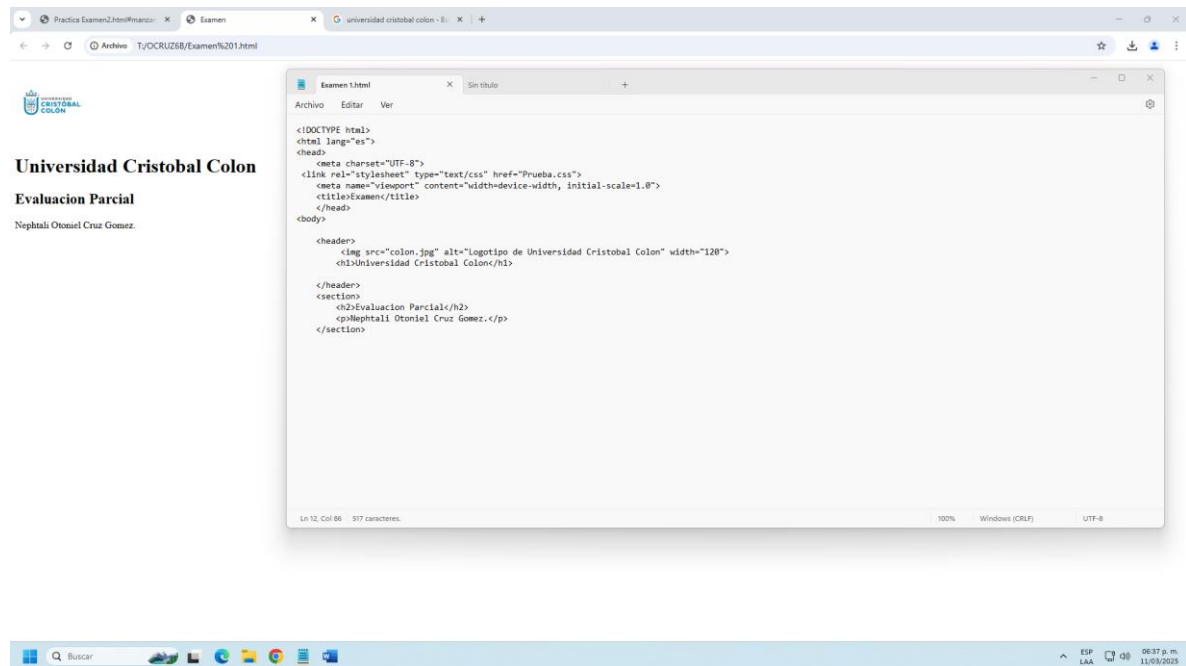 Practica Examen2.html#manzan
Examen
universidad cristobal colon - B
Archivo T:/OCRUZ6B/Examen%201.html
UNIVERSIDAD
CRISTÓBAL
COLÓN
Universidad Cristobal Colon
Evaluacion Parcial
Nephtali Otoniel Cruz Gomez.
Examen 1.html
Sin título
Archivo Editar Ver
<!DOCTYPE html>
<html lang="es">
<head>
<meta charset="UTF-8">
<link rel="stylesheet" type="text/css" href="Prueba.css">
<meta name="viewport" content="width=device-width, initial-scale=1.0">
<title>Examen</title>
</head>
<body>
<header>
<img src="colon.jpg" alt="Logotipo de Universidad Cristobal Colon" width="120">
<h1>Universidad Cristobal Colon</h1>
</header>
<section>
<h2>Evaluacion Parcial</h2>
<p>Nephtali Otoniel Cruz Gomez.</p>
</section>
Ln 12, Col 86 517 caracteres. 100% Windows (CRLF) UTF-8
Buscar
ESP 06:37 p. m.
LAA 11/03/2025